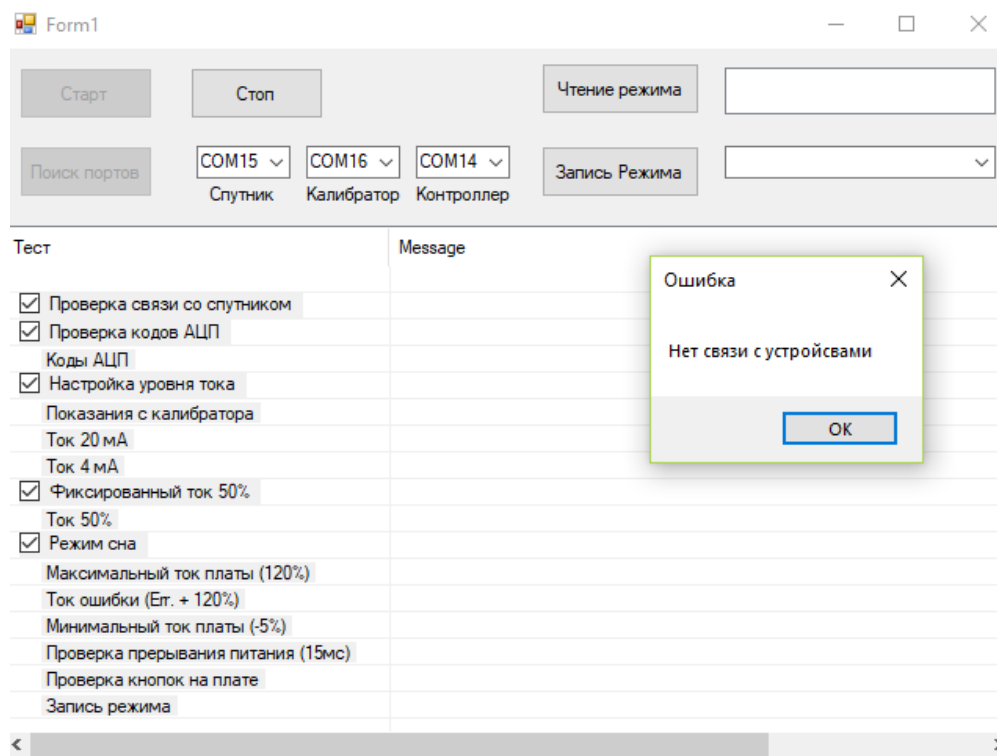 Form1
Старт
Стоп
Чтение режима
Поиск портов
COM15
COM16
COM14
Запись Режима
Спутник
Калибратор
Контроллер
Тест
Message
Ошибка
Нет связи с устройсвами
OK
Проверка связи со спутником
Проверка кодов АЦП
Коды АЦП
Настройка уровня тока
Показания с калибратора
Ток 20 мА
Ток 4 мА
Фиксированный ток 50%
Ток 50%
Режим сна
Максимальный ток платы (120%)
Ток ошибки (Err. + 120%)
Минимальный ток платы (-5%)
Проверка прерывания питания (15мс)
Проверка кнопок на плате
Запись режима